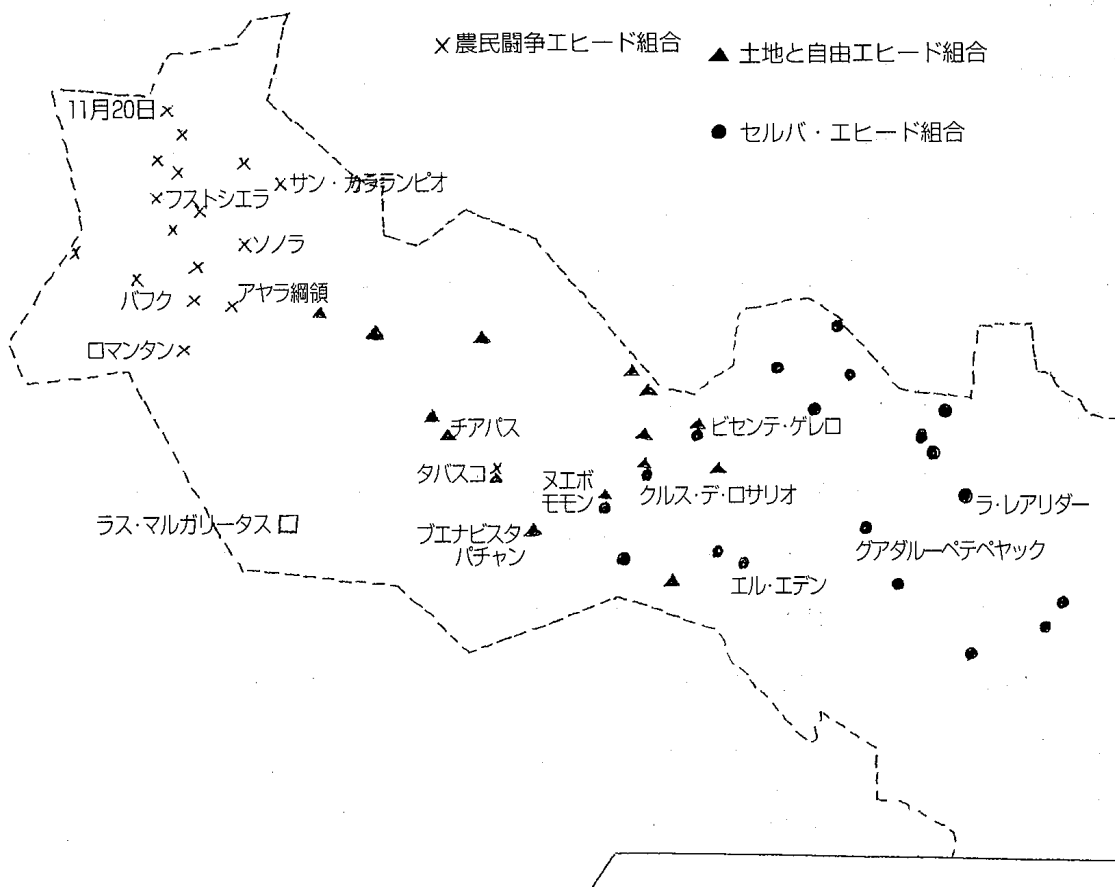 ×農民闘争エヒード組合
▲ 土地と自由エヒード組合
● セルバ・エヒード組合
11月20日
サン・カララランピオ
フストシエラ
ソノラ
バフク
アヤラ綱領
ロマンタン
チアパス
ビセンテ・ゲレロ
タバスコ
ヌエボ
モモン
クルス・デ・ロサリオ
ラ・レアリダー
ラス・マルガリータス
ブエナビスタ
パチャン
グアダルーペテペヤック
エル・エデン